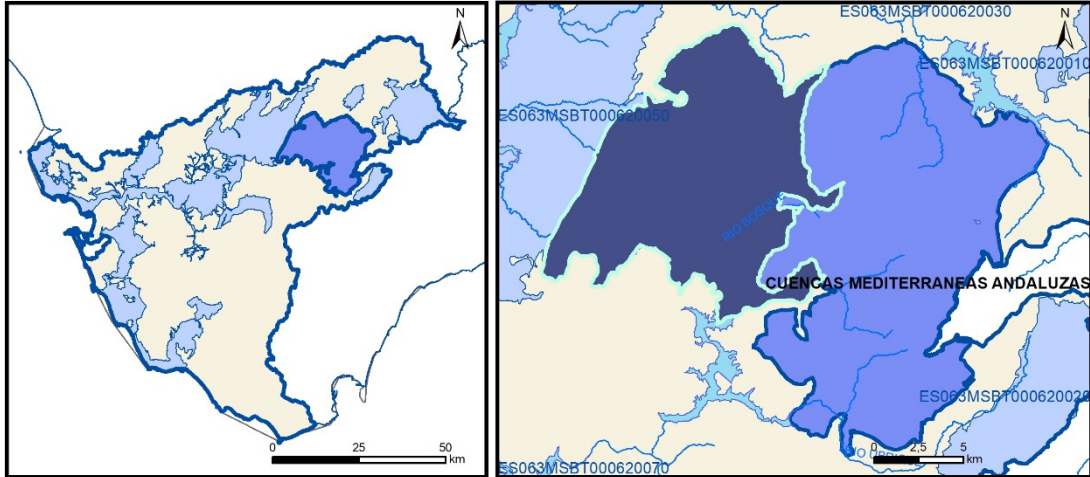 N
0 25 50
km
N
ES063MSBT000620030
ES063MSBT000620010
ES063MSBT000620050
CUENCAS MEDITERRANEAS ANDALUZAS
ES063MSBT000620020
ES063MSBT000620070
0 2,5 5
km